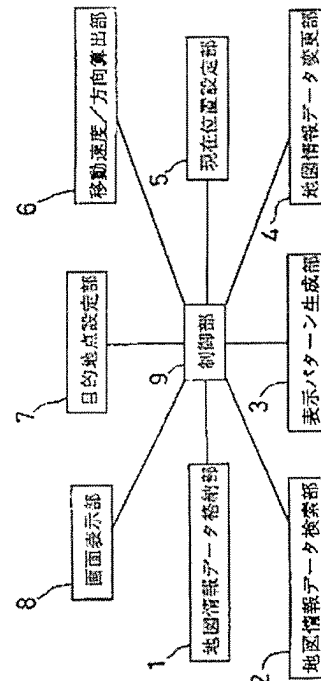 8
画面表示部
7
目的地点設定部
6
移動速度／方向算出部
1
地図情報データ格納部
9
制御部
5
現在位置設定部
2
地図情報データ検索部
3
表示パターン生成部
4
地図情報データ変更部